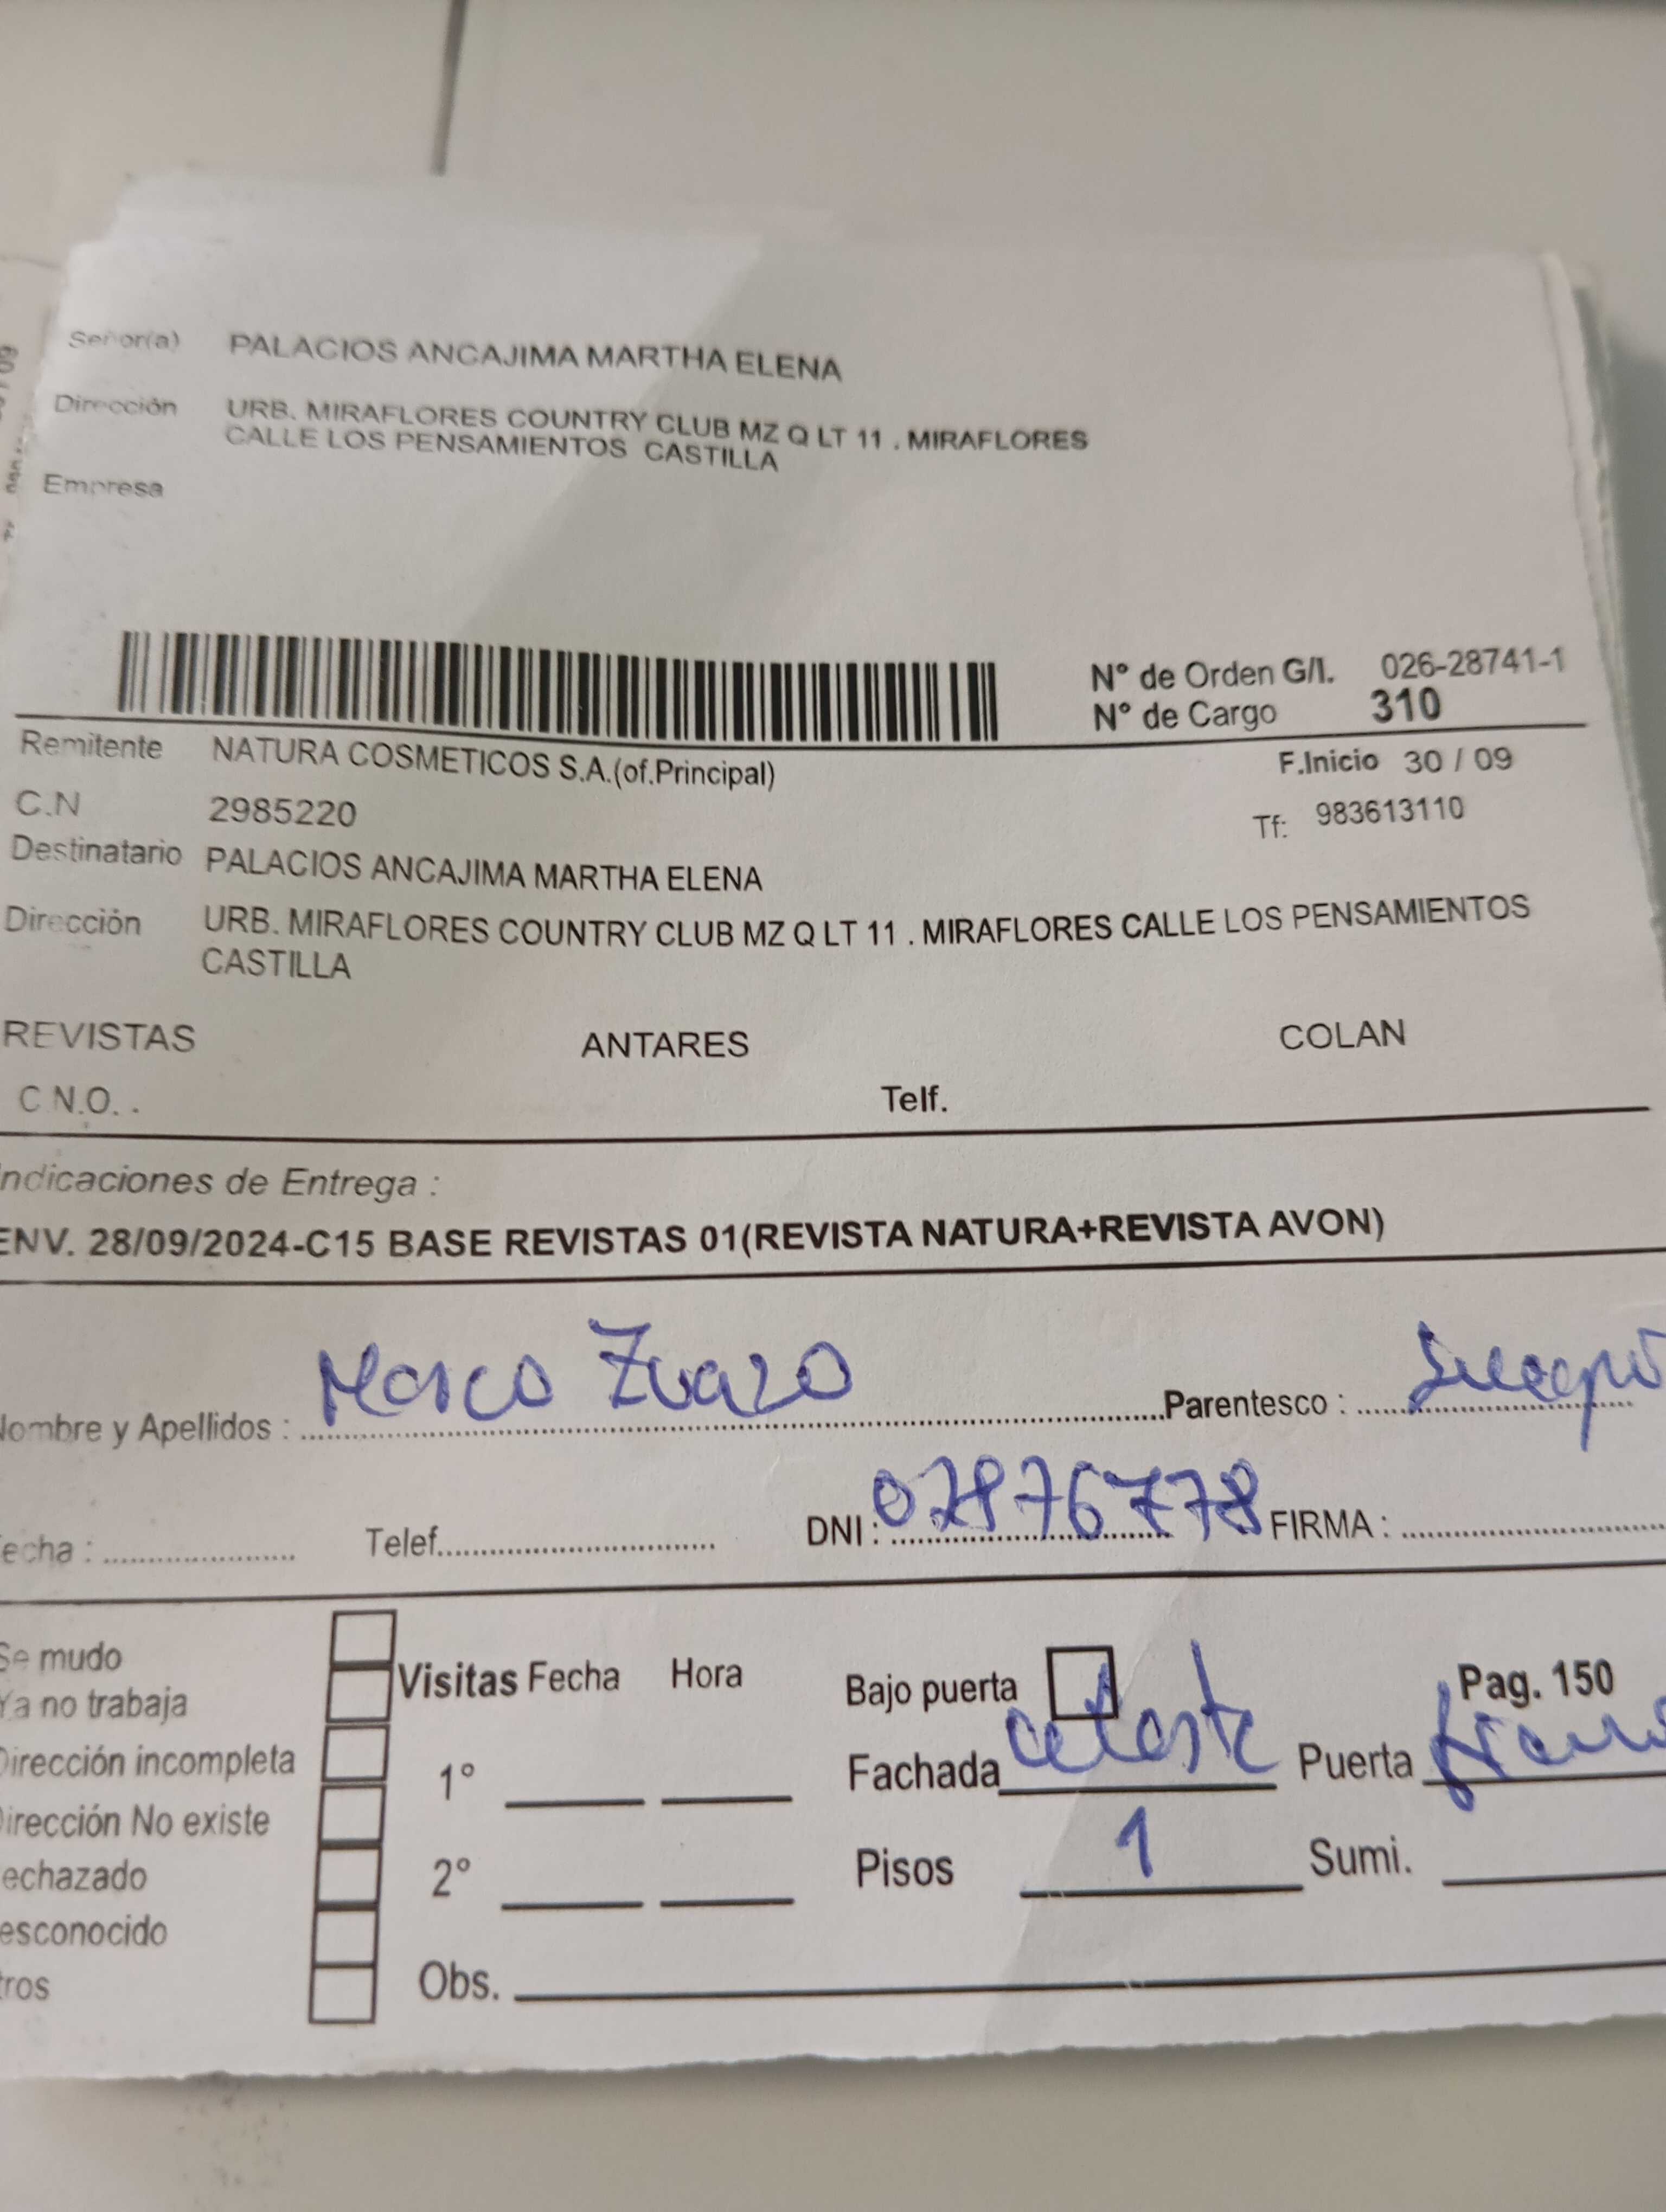 Señor(a) PALACIOS ANCAJIMA MARTHA ELENA
Dirección URB. MIRAFLORES COUNTRY CLUB MZ Q LT 11 . MIRAFLORES
CALLE LOS PENSAMIENTOS CASTILLA
Empresa
N° de Orden G/I. 026-28741-1
N° de Cargo 310
Remitente NATURA COSMETICOS S.A.(of.Principal) F.Inicio 30 / 09
C.N 2985220 Tf: 983613110
Destinatario PALACIOS ANCAJIMA MARTHA ELENA
Dirección URB. MIRAFLORES COUNTRY CLUB MZ Q LT 11 . MIRAFLORES CALLE LOS PENSAMIENTOS
CASTILLA
REVISTAS ANTARES COLAN
C.N.O. . Telf.
Indicaciones de Entrega :
ENV. 28/09/2024-C15 BASE REVISTAS 01(REVISTA NATURA+REVISTA AVON)
Nombre y Apellidos : Marco Zuazo Parentesco :
echa : Telef. DNI : 07876778 FIRMA :
Se mudo
Ya no trabaja
Dirección incompleta
Dirección No existe
echazado
esconocido
tros
Visitas Fecha Hora
1°
2°
Obs.
Bajo puerta Pag. 150
Fachada celeste Puerta
Pisos 1 Sumi.